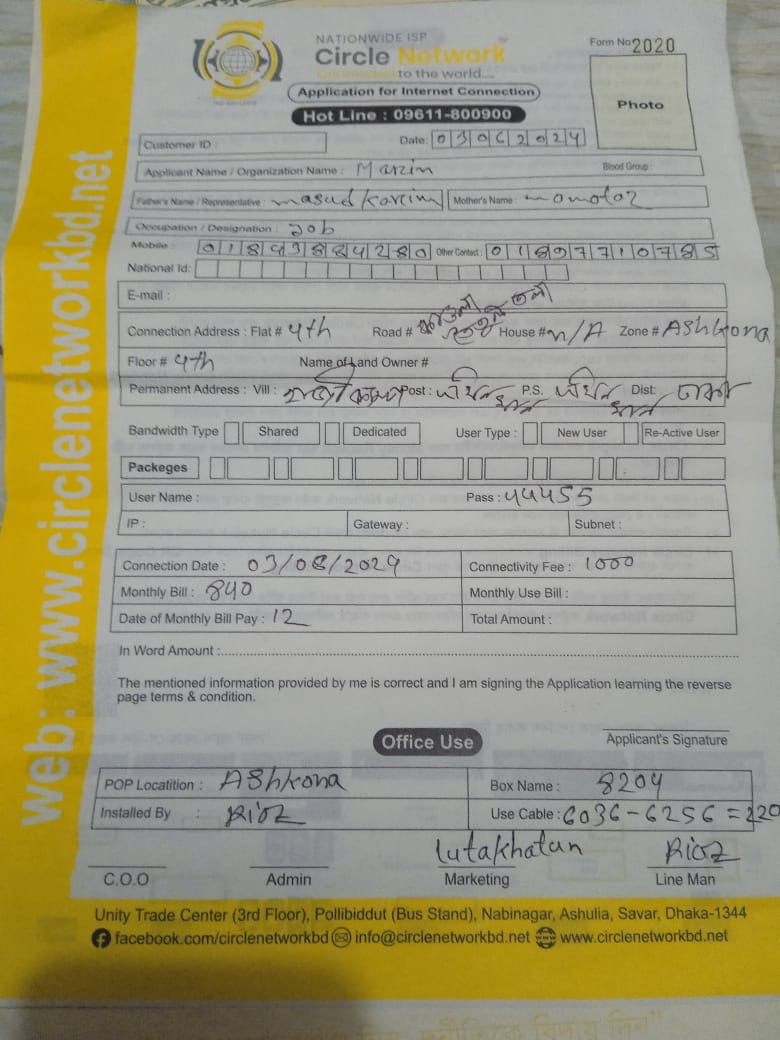 NATIONWIDE ISP
Circle Network
Connected to the world....
Application for Internet Connection
Hot Line : 09611-800900
Form No 2020
Photo
Customer ID :
Date: 03062024
Applicant Name / Organization Name : Marzin
Blood Group :
Father's Name / Representative : masud Karim Mother's Name : momotaz
Occupation / Designation : Job
Mobile : 01893884280 Other Contact : 01897710785
National Id:
E-mail :
Connection Address : Flat # 4th Road # House # n/A Zone # Ashkona
Floor # 4th Name of Land Owner #
Permanent Address : Vill : Post : P.S. Dist: ঢাকা
Bandwidth Type Shared Dedicated User Type : New User Re-Active User
Packeges
User Name : Pass : 44455
IP : Gateway : Subnet :
Connection Date : 03/06/2024 Connectivity Fee : 1000
Monthly Bill : 840 Monthly Use Bill :
Date of Monthly Bill Pay : 12 Total Amount :
In Word Amount :
The mentioned information provided by me is correct and I am signing the Application learning the reverse
page terms & condition.
Applicant's Signature
Office Use
POP Locatition : Ashkona Box Name : 8204
Installed By : Rioz Use Cable : 6036-6256=220
lutakhatun Rioz
C.O.O Admin Marketing Line Man
Unity Trade Center (3rd Floor), Pollibiddut (Bus Stand), Nabinagar, Ashulia, Savar, Dhaka-1344
facebook.com/circlenetworkbd info@circlenetworkbd.net www.circlenetworkbd.net
web: www.circlenetworkbd.net